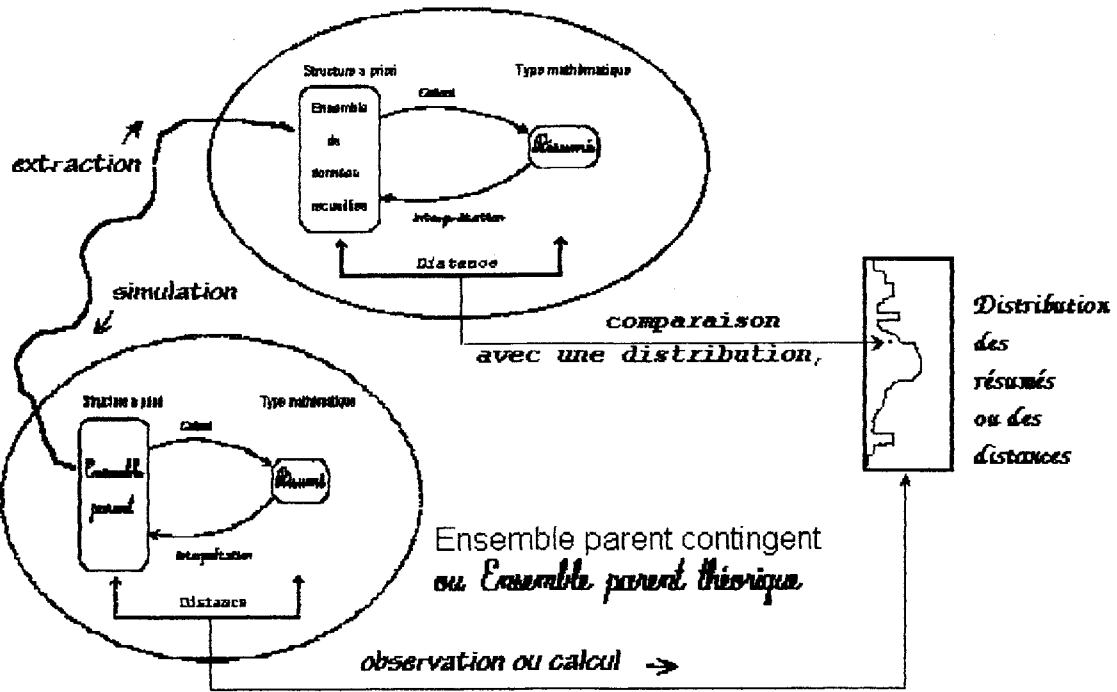 Structure a priori
Type mathématique
Calcul
Ensemble
de
données
recueillies
Résumé
Interprétation
Distance
extraction
simulation
comparaison
avec une distribution,
Distribution
des
résumés
ou des
distances
Structure a priori
Type mathématique
Calcul
Ensemble
parent
Résumé
Interprétation
Distance
Ensemble parent contingent
ou Ensemble parent théorique
observation ou calcul